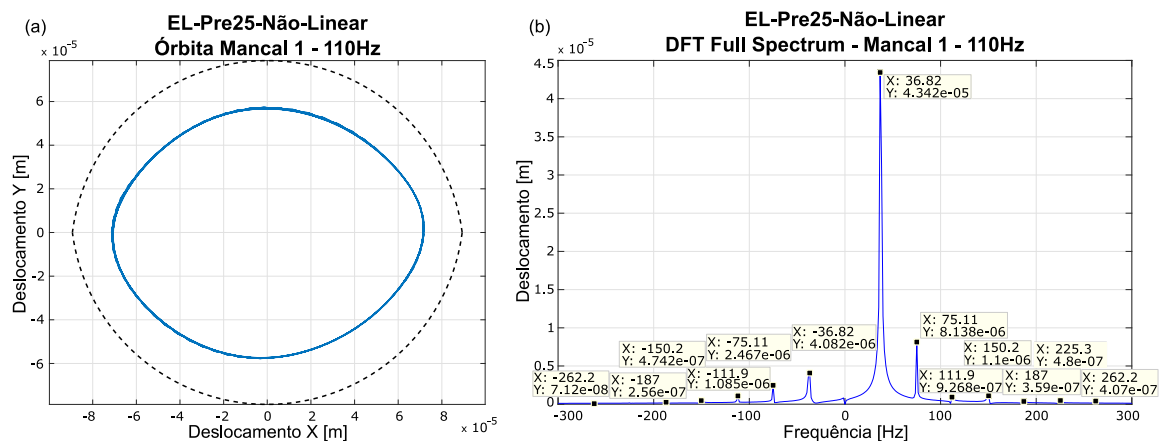 (a)
EL-Pre25-Não-Linear
Órbita Mancal 1 - 110Hz
× 10⁻⁵
Deslocamento Y [m]
6
4
2
0
-2
-4
-6
-8
-6
-4
-2
0
2
4
6
8
× 10⁻⁵
Deslocamento X [m]
(b)
EL-Pre25-Não-Linear
DFT Full Spectrum - Mancal 1 - 110Hz
× 10⁻⁵
Deslocamento [m]
4.5
4
3.5
3
2.5
2
1.5
1
0.5
0
X: 36.82
Y: 4.342e-05
X: -36.82
Y: 4.082e-06
X: 75.11
Y: 8.138e-06
X: -75.11
Y: 2.467e-06
X: -150.2
Y: 4.742e-07
X: 150.2
Y: 1.1e-06
X: 225.3
Y: 4.8e-07
X: -262.2
Y: 7.12e-08
X: -187
Y: 2.56e-07
X: -111.9
Y: 1.085e-06
X: 111.9
Y: 9.268e-07
X: 187
Y: 3.59e-07
X: 262.2
Y: 4.07e-07
-300
-200
-100
0
100
200
300
Frequência [Hz]